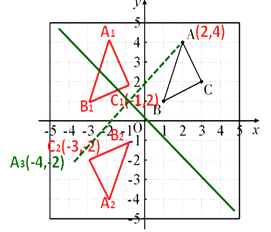 y
5
A₁
4
A(2,4)
3
2
C
B₁
C₁(-1,2)
1
B
-5 -4 -3 -2 -1 0 1 2 3 4 5 x
C₂(-3,-2)
B₂
-1
A₃(-4,-2)
-2
-3
A₂
-4
-5